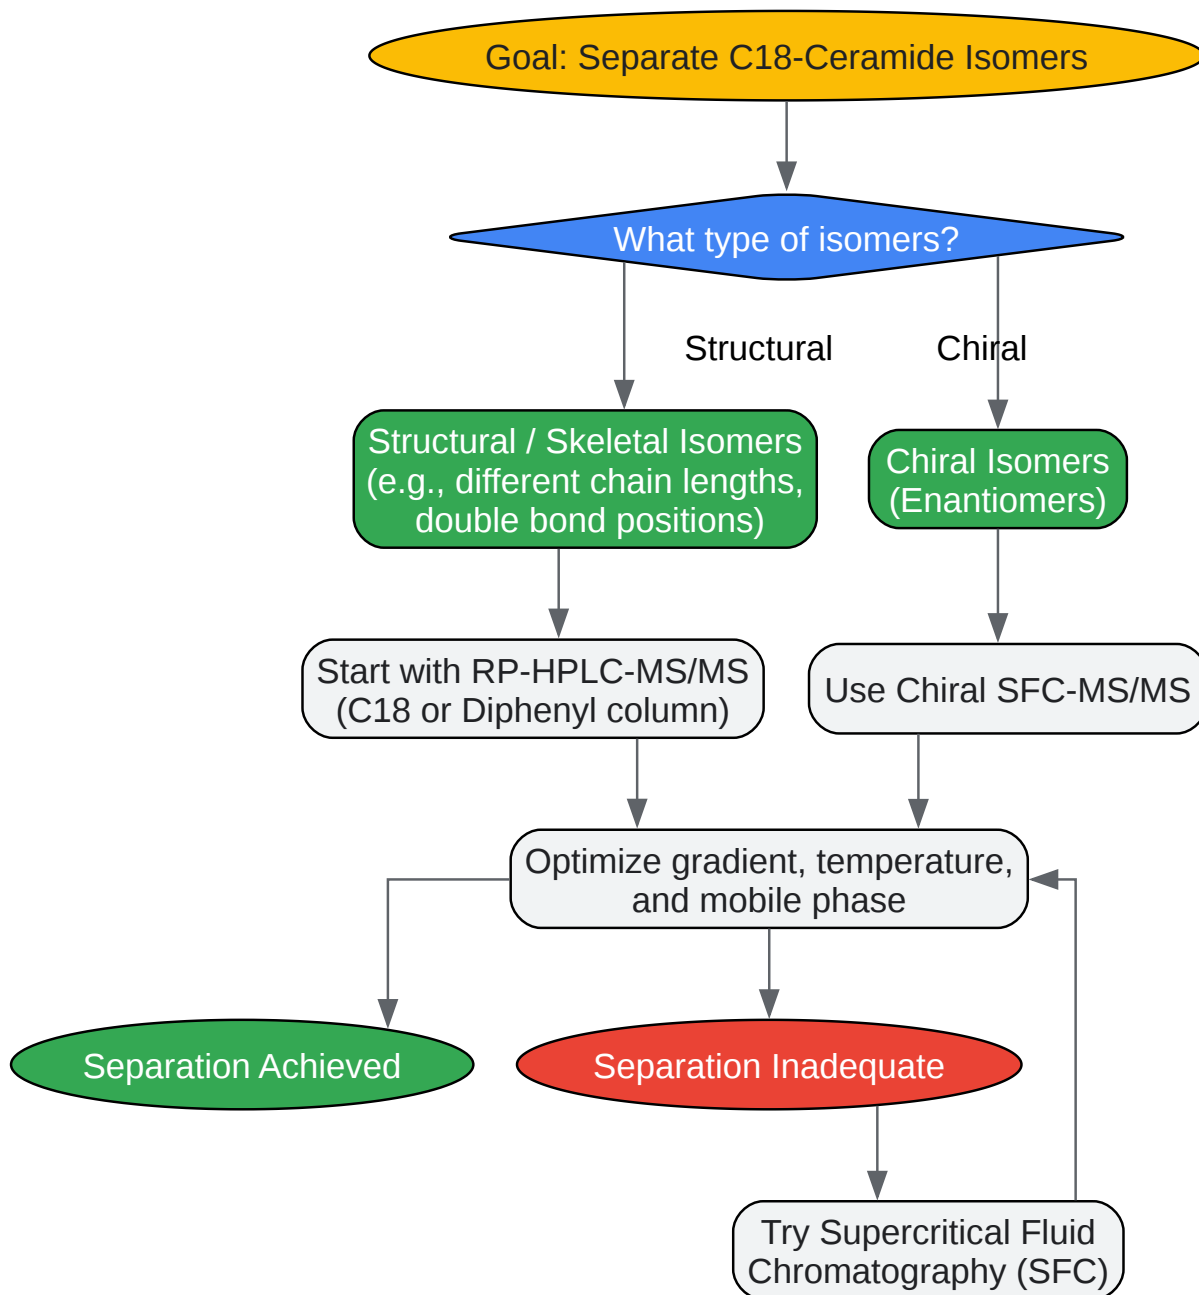 Goal: Separate C18-Ceramide Isomers
What type of isomers?
Structural
Chiral
Structural / Skeletal Isomers
(e.g., different chain lengths,
double bond positions)
Chiral Isomers
(Enantiomers)
Start with RP-HPLC-MS/MS
(C18 or Diphenyl column)
Use Chiral SFC-MS/MS
Optimize gradient, temperature,
and mobile phase
Separation Achieved
Separation Inadequate
Try Supercritical Fluid
Chromatography (SFC)